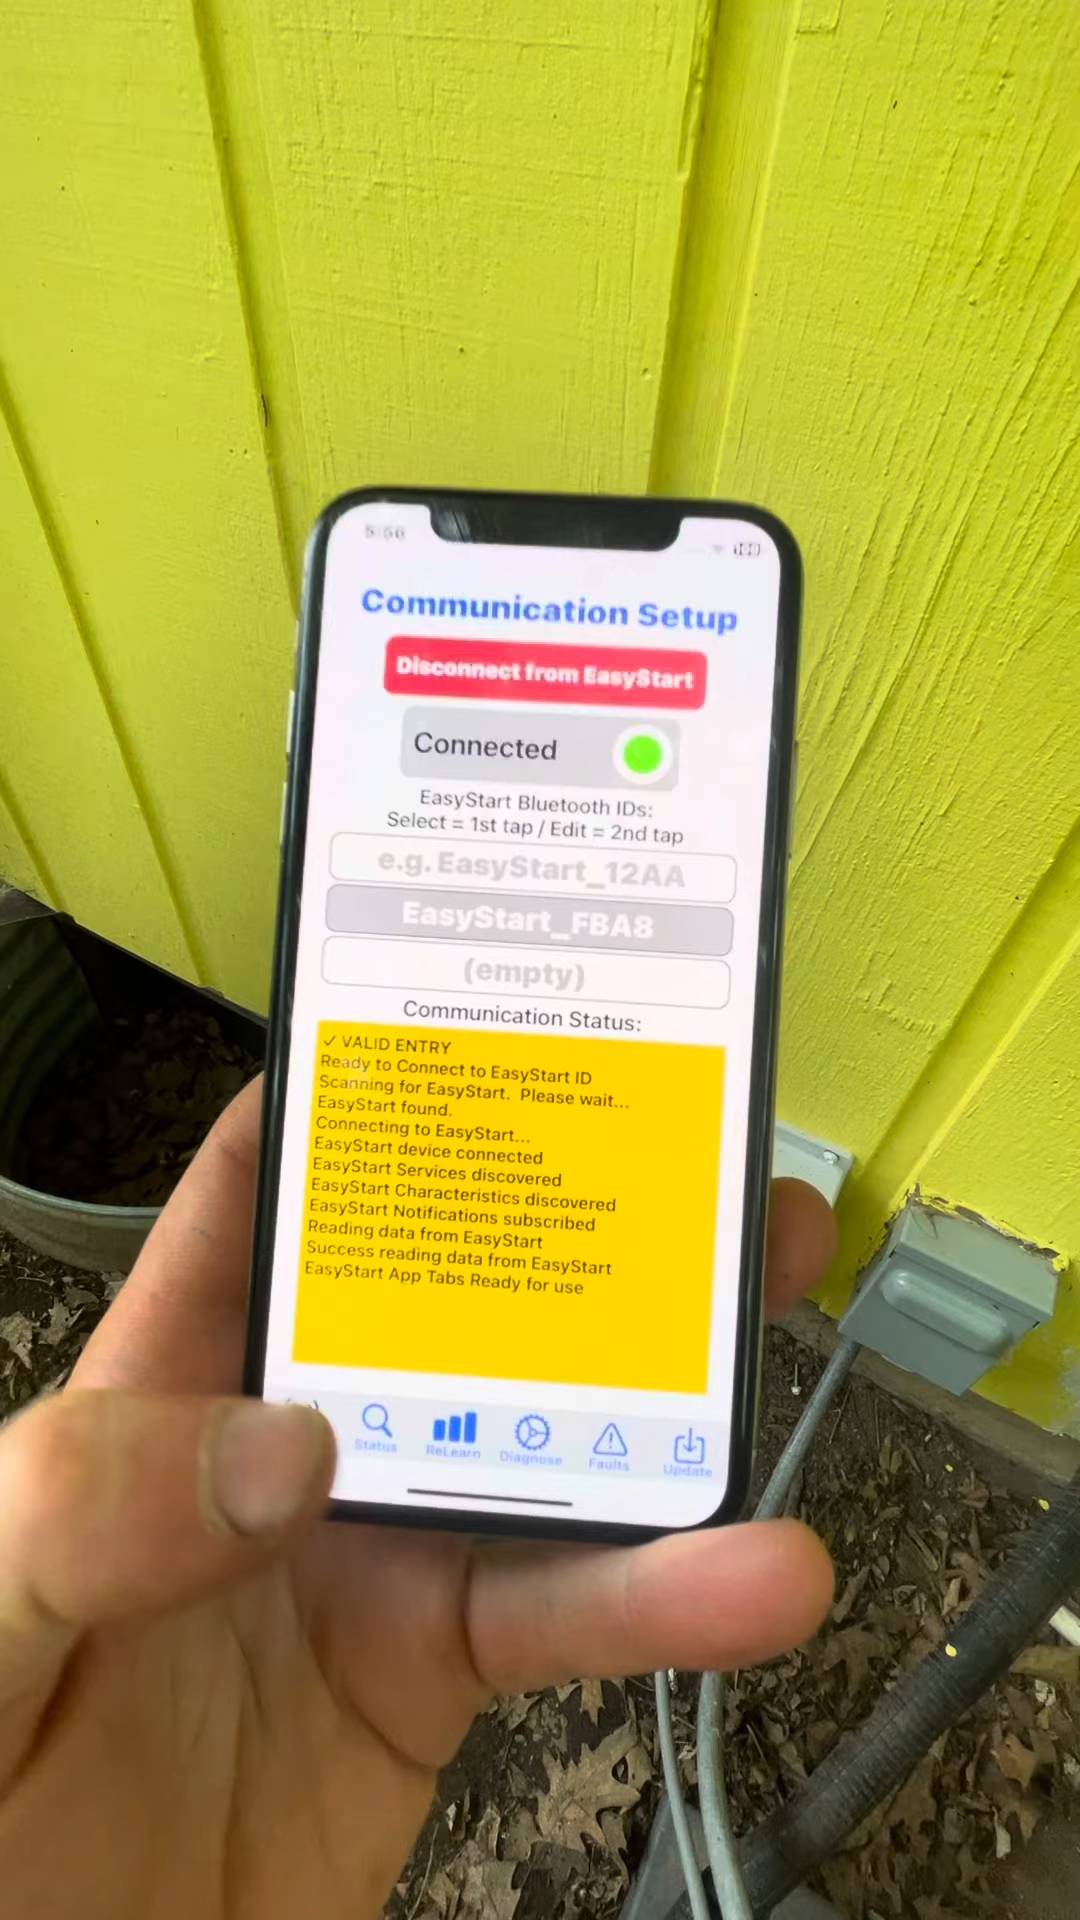 5:56
Communication Setup
Disconnect from EasyStart
Connected
EasyStart Bluetooth IDs:
Select = 1st tap / Edit = 2nd tap
e.g. EasyStart_12AA
EasyStart_FBA8
(empty)
Communication Status:
✓ VALID ENTRY
Ready to Connect to EasyStart ID
Scanning for EasyStart. Please wait...
EasyStart found.
Connecting to EasyStart...
EasyStart device connected
EasyStart Services discovered
EasyStart Characteristics discovered
EasyStart Notifications subscribed
Reading data from EasyStart
Success reading data from EasyStart
EasyStart App Tabs Ready for use
Status ReLearn Diagnose Faults Update